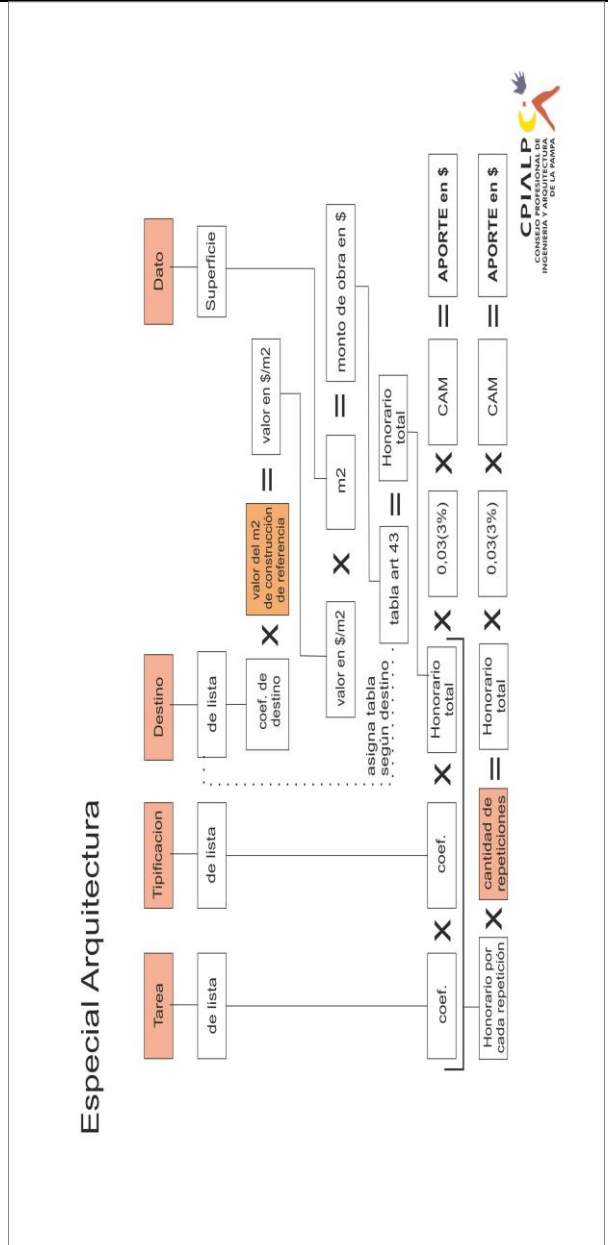 Especial Arquitectura
Tarea
Tipificacion
Destino
Dato
de lista
de lista
de lista
Superficie
coef. de
destino
X
valor del m2
de construcción
de referencia
=
valor en $/m2
valor en $/m2
X
m2
=
monto de obra en $
asigna tabla
según destino
tabla art 43
=
Honorario
total
coef.
X
coef.
X
Honorario
total
X
0,03(3%)
X
CAM
=
APORTE en $
Honorario por
cada repetición
X
cantidad de
repeticiones
=
Honorario
total
X
0,03(3%)
X
CAM
=
APORTE en $
CPIALP
CONSEJO PROFESIONAL DE
INGENIERIA Y ARQUITECTURA
DE LA PAMPA